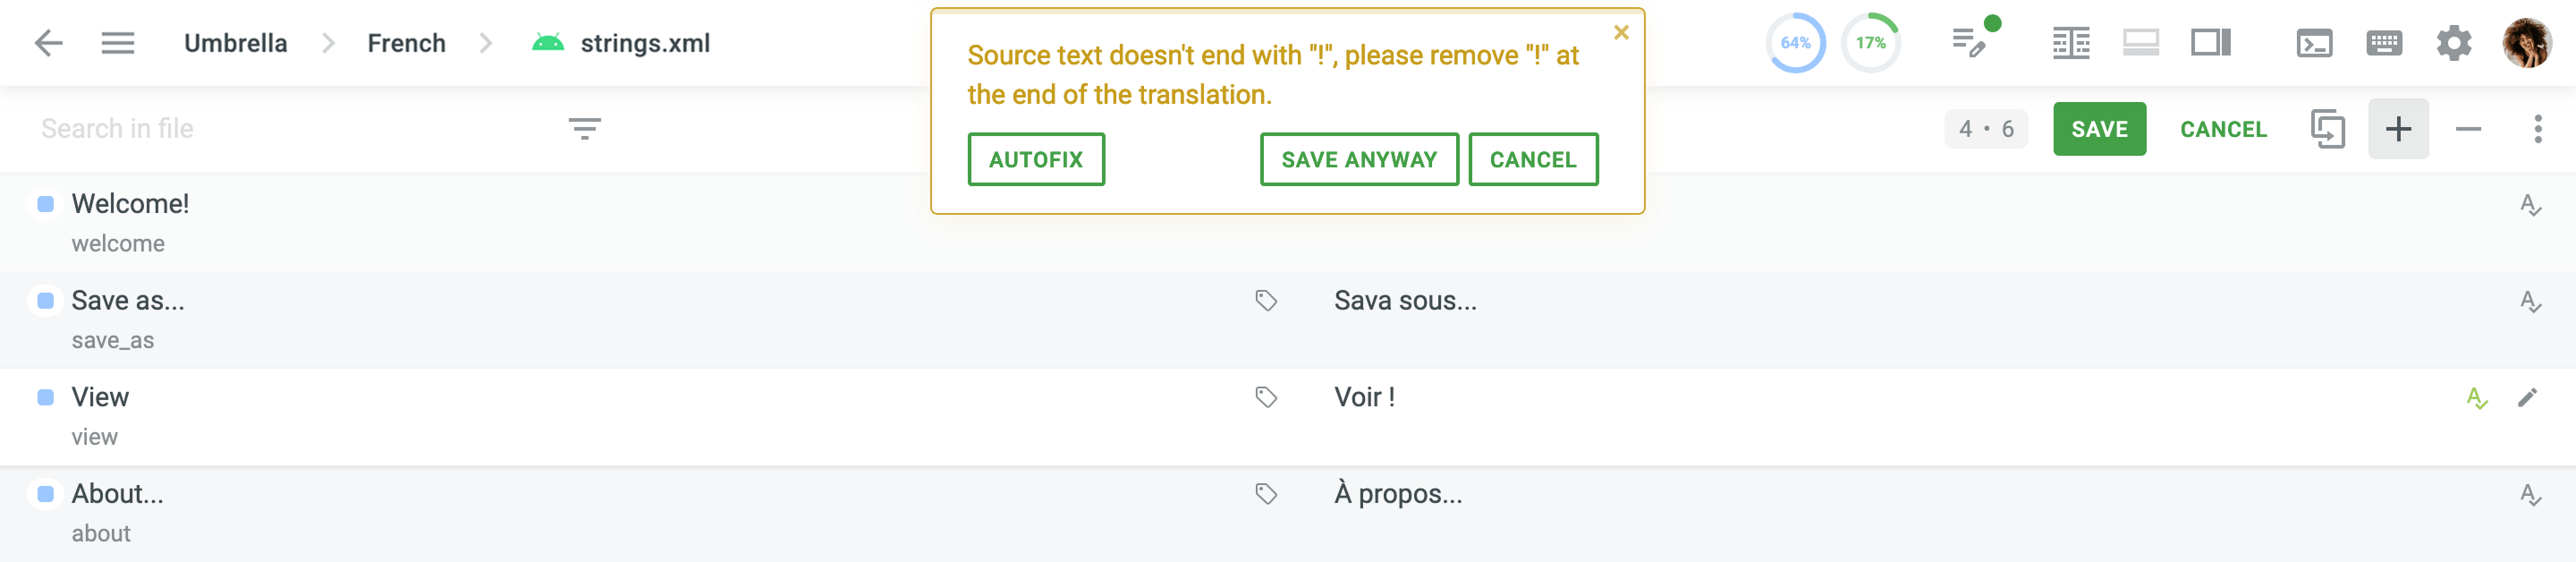 Umbrella French strings.xml
Source text doesn't end with "!", please remove "!" at
the end of the translation.
AUTOFIX SAVE ANYWAY CANCEL
64% 17%
Search in file
4 • 6 SAVE CANCEL
Welcome!
welcome
Save as...
Sava sous...
save_as
View
Voir !
view
About...
À propos...
about